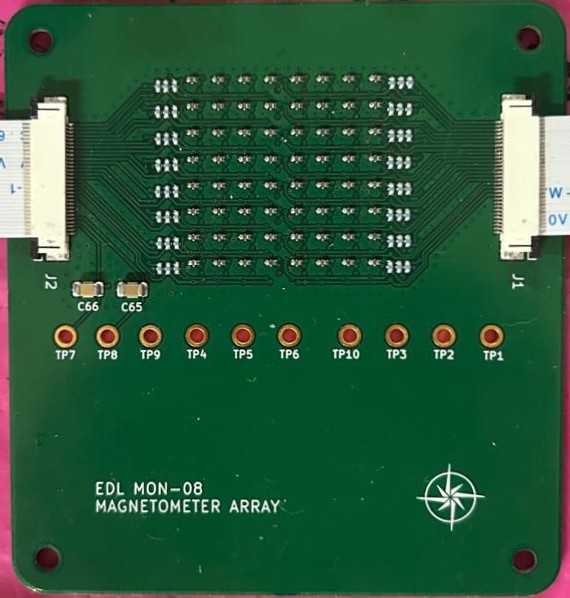 J2
J1
C66
C65
TP7
TP8
TP9
TP4
TP5
TP6
TP10
TP3
TP2
TP1
EDL MON-08
MAGNETOMETER ARRAY